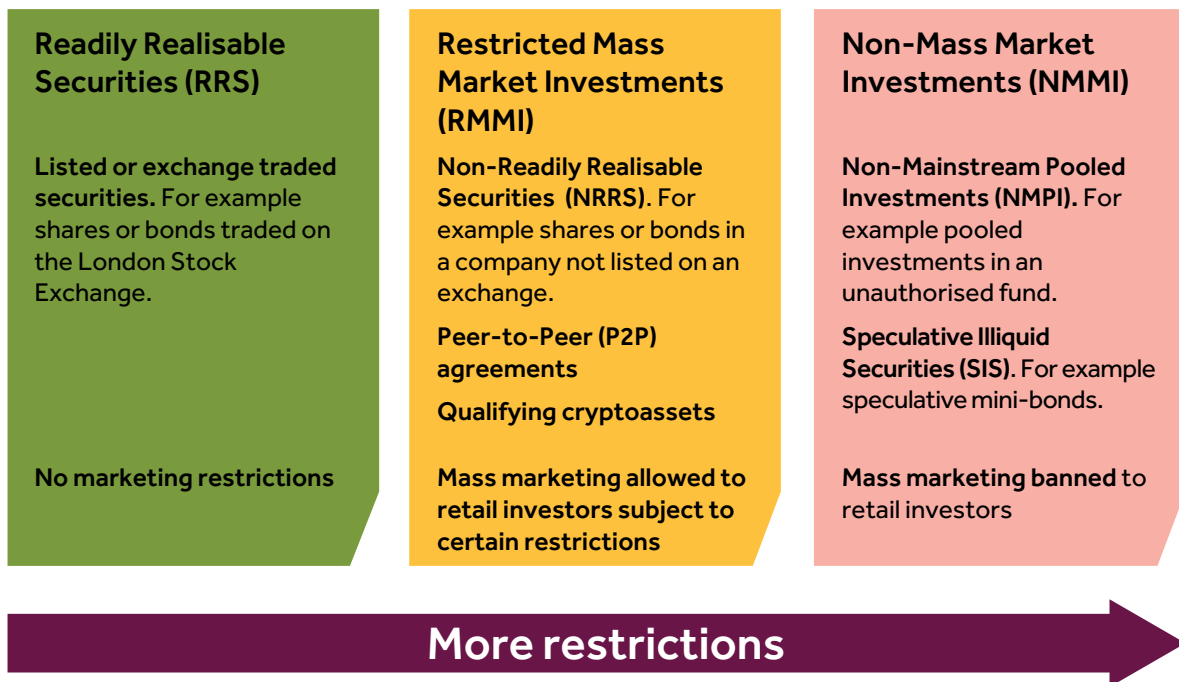 Readily Realisable
Securities (RRS)
Listed or exchange traded
securities. For example
shares or bonds traded on
the London Stock
Exchange.
No marketing restrictions
Restricted Mass
Market Investments
(RMMI)
Non-Readily Realisable
Securities (NRRS). For
example shares or bonds in
a company not listed on an
exchange.
Peer-to-Peer (P2P)
agreements
Qualifying cryptoassets
Mass marketing allowed to
retail investors subject to
certain restrictions
Non-Mass Market
Investments (NMMI)
Non-Mainstream Pooled
Investments (NMPI). For
example pooled
investments in an
unauthorised fund.
Speculative Illiquid
Securities (SIS). For example
speculative mini-bonds.
Mass marketing banned to
retail investors
More restrictions